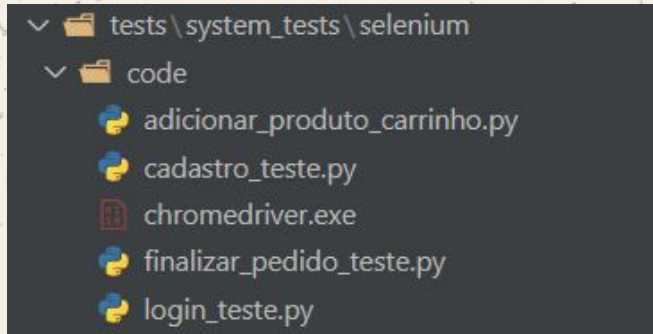 tests\system_tests\selenium
code
adicionar_produto_carrinho.py
cadastro_teste.py
chromedriver.exe
finalizar_pedido_teste.py
login_teste.py